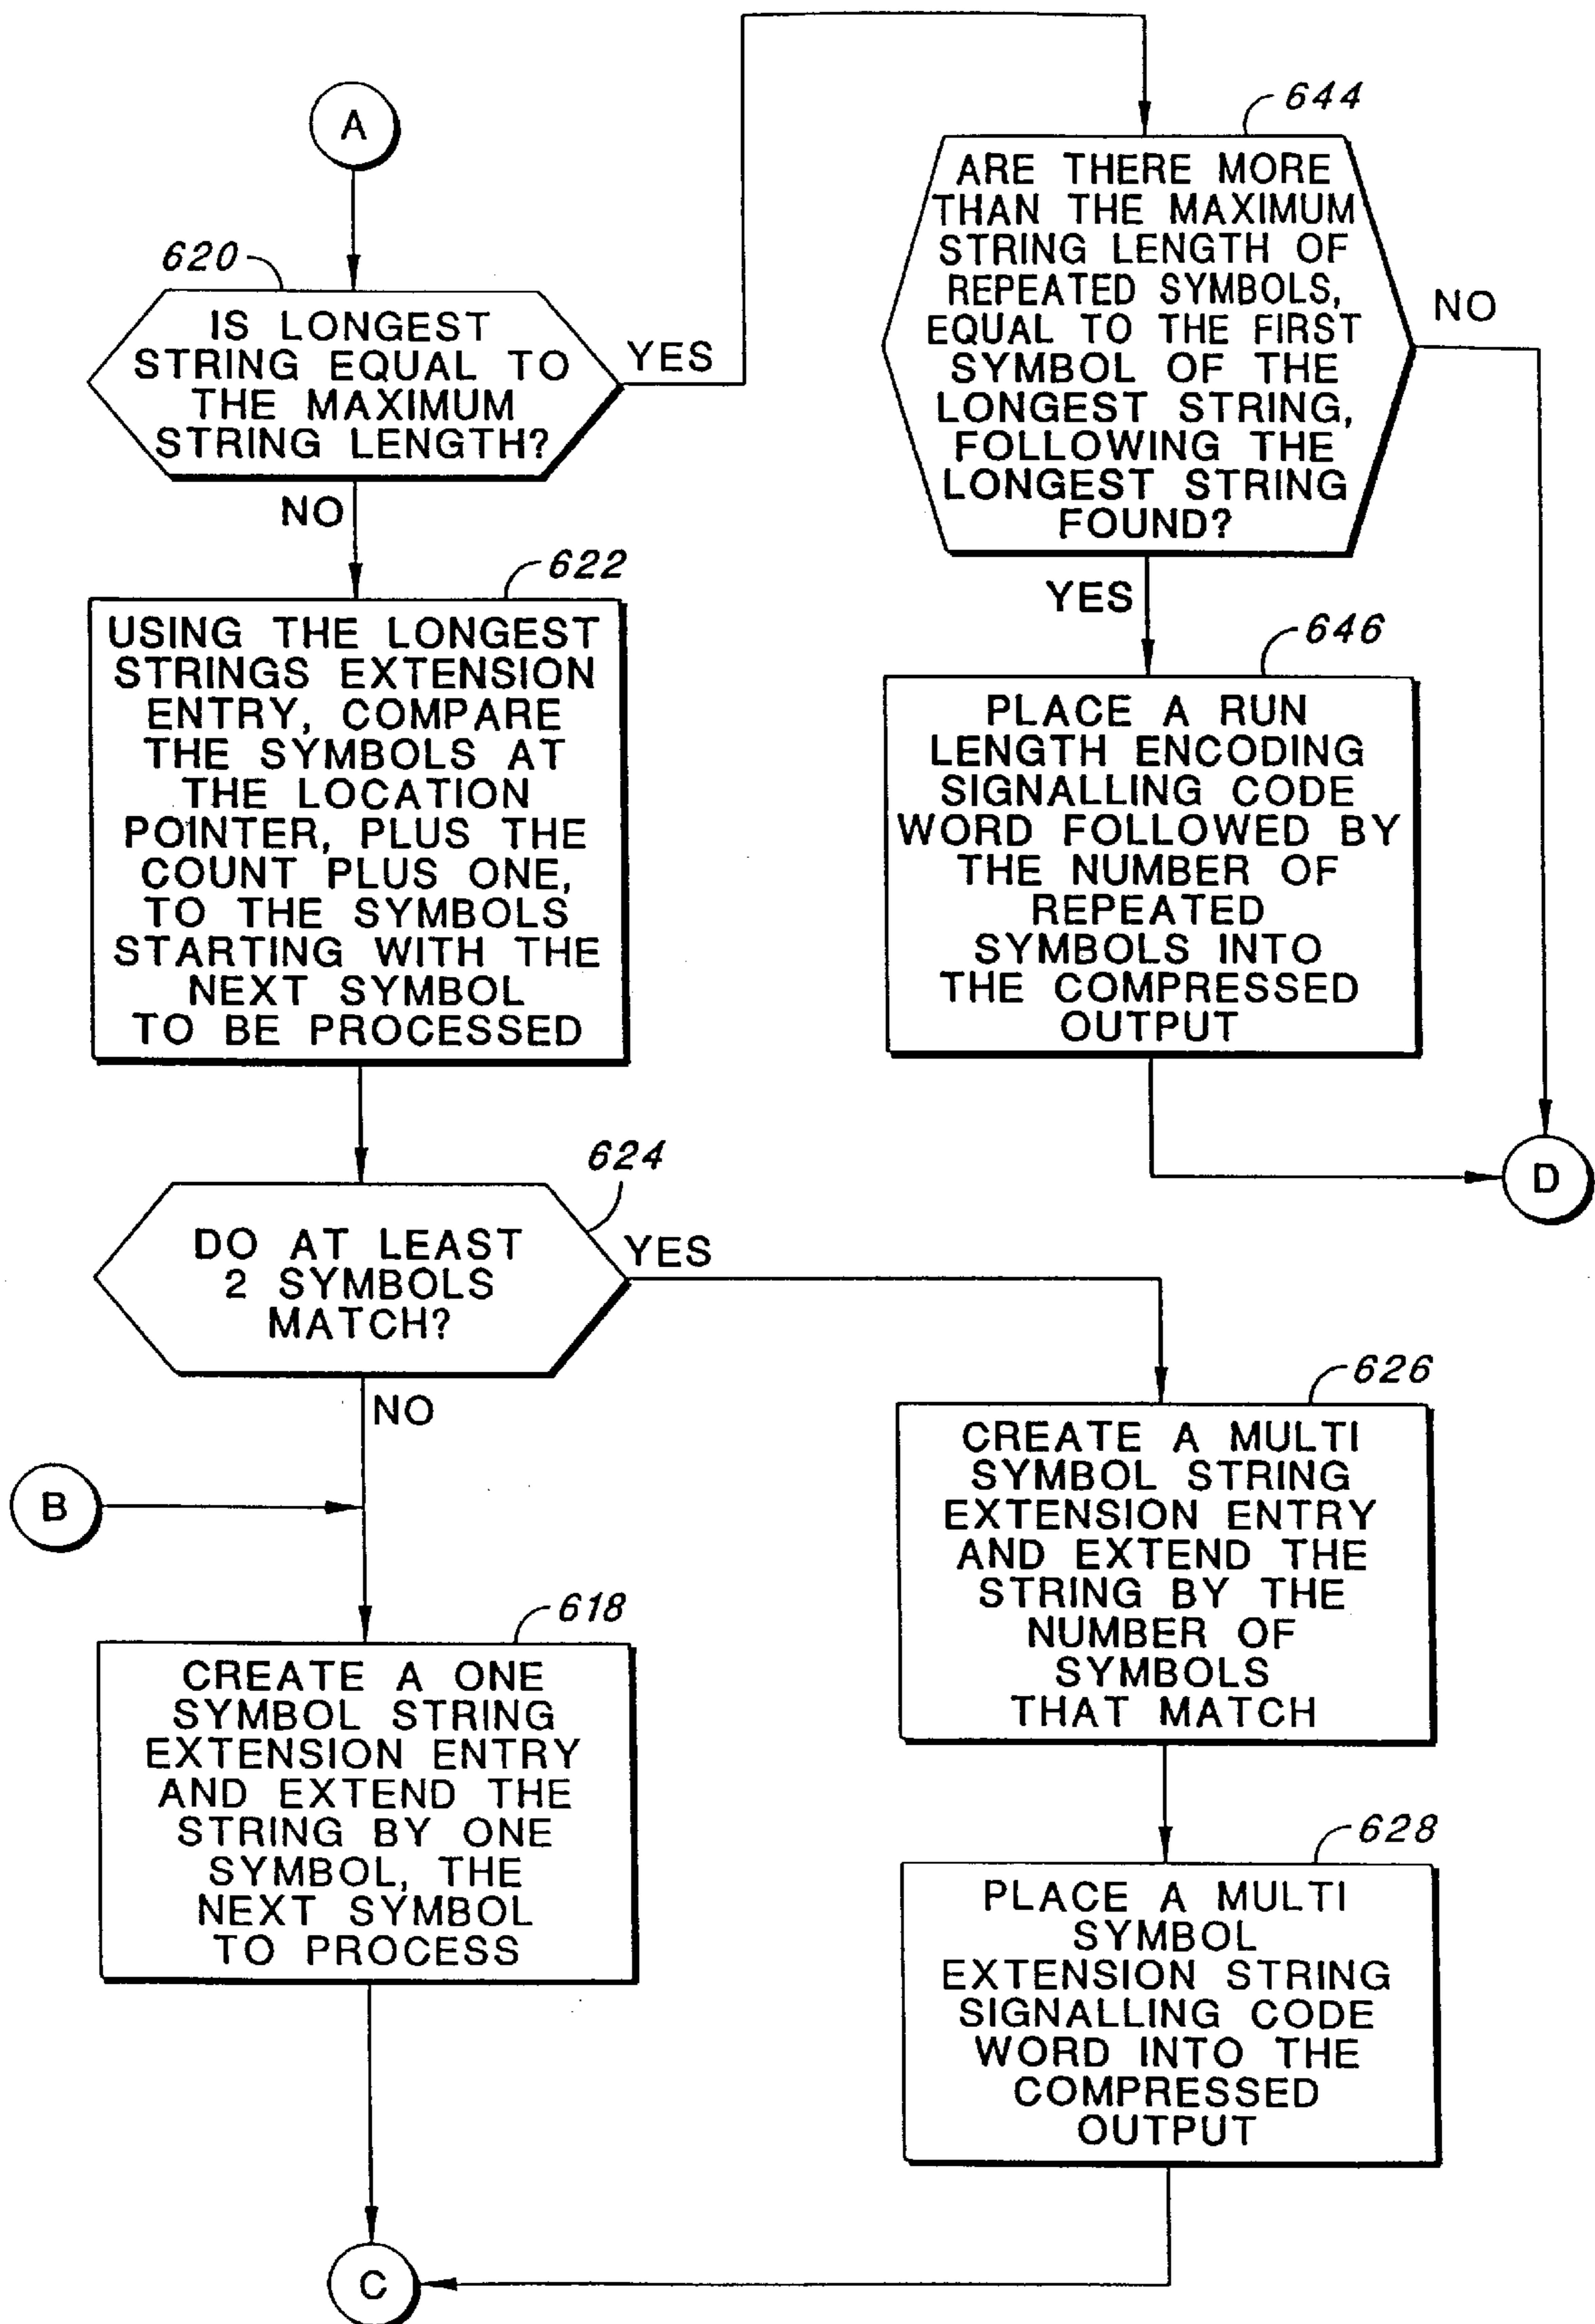 A
620
IS LONGEST
STRING EQUAL TO
THE MAXIMUM
STRING LENGTH?
YES
NO
644
ARE THERE MORE
THAN THE MAXIMUM
STRING LENGTH OF
REPEATED SYMBOLS,
EQUAL TO THE FIRST
SYMBOL OF THE
LONGEST STRING,
FOLLOWING THE
LONGEST STRING
FOUND?
NO
YES
622
USING THE LONGEST
STRINGS EXTENSION
ENTRY, COMPARE
THE SYMBOLS AT
THE LOCATION
POINTER, PLUS THE
COUNT PLUS ONE,
TO THE SYMBOLS
STARTING WITH THE
NEXT SYMBOL
TO BE PROCESSED
646
PLACE A RUN
LENGTH ENCODING
SIGNALLING CODE
WORD FOLLOWED BY
THE NUMBER OF
REPEATED
SYMBOLS INTO
THE COMPRESSED
OUTPUT
D
624
DO AT LEAST
2 SYMBOLS
MATCH?
YES
NO
B
626
CREATE A MULTI
SYMBOL STRING
EXTENSION ENTRY
AND EXTEND THE
STRING BY THE
NUMBER OF
SYMBOLS
THAT MATCH
618
CREATE A ONE
SYMBOL STRING
EXTENSION ENTRY
AND EXTEND THE
STRING BY ONE
SYMBOL, THE
NEXT SYMBOL
TO PROCESS
628
PLACE A MULTI
SYMBOL
EXTENSION STRING
SIGNALLING CODE
WORD INTO THE
COMPRESSED
OUTPUT
C